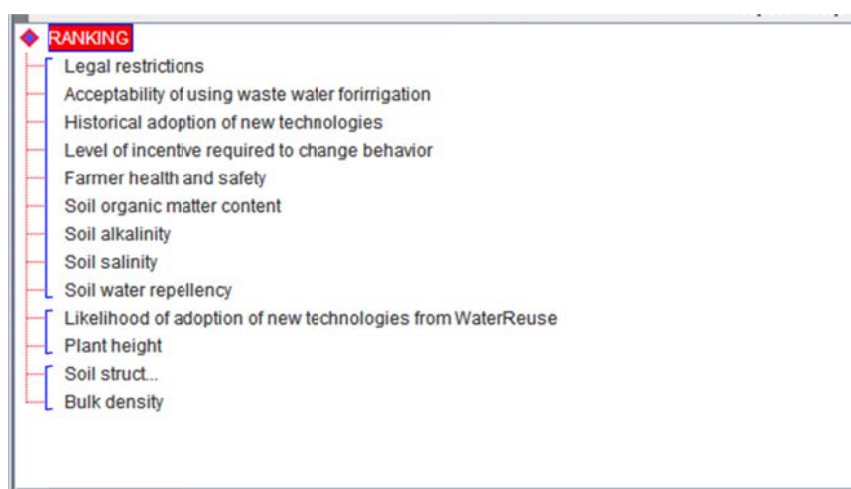 RANKING
Legal restrictions
Acceptability of using waste water forirrigation
Historical adoption of new technologies
Level of incentive required to change behavior
Farmer health and safety
Soil organic matter content
Soil alkalinity
Soil salinity
Soil water repellency
Likelihood of adoption of new technologies from WaterReuse
Plant height
Soil struct...
Bulk density